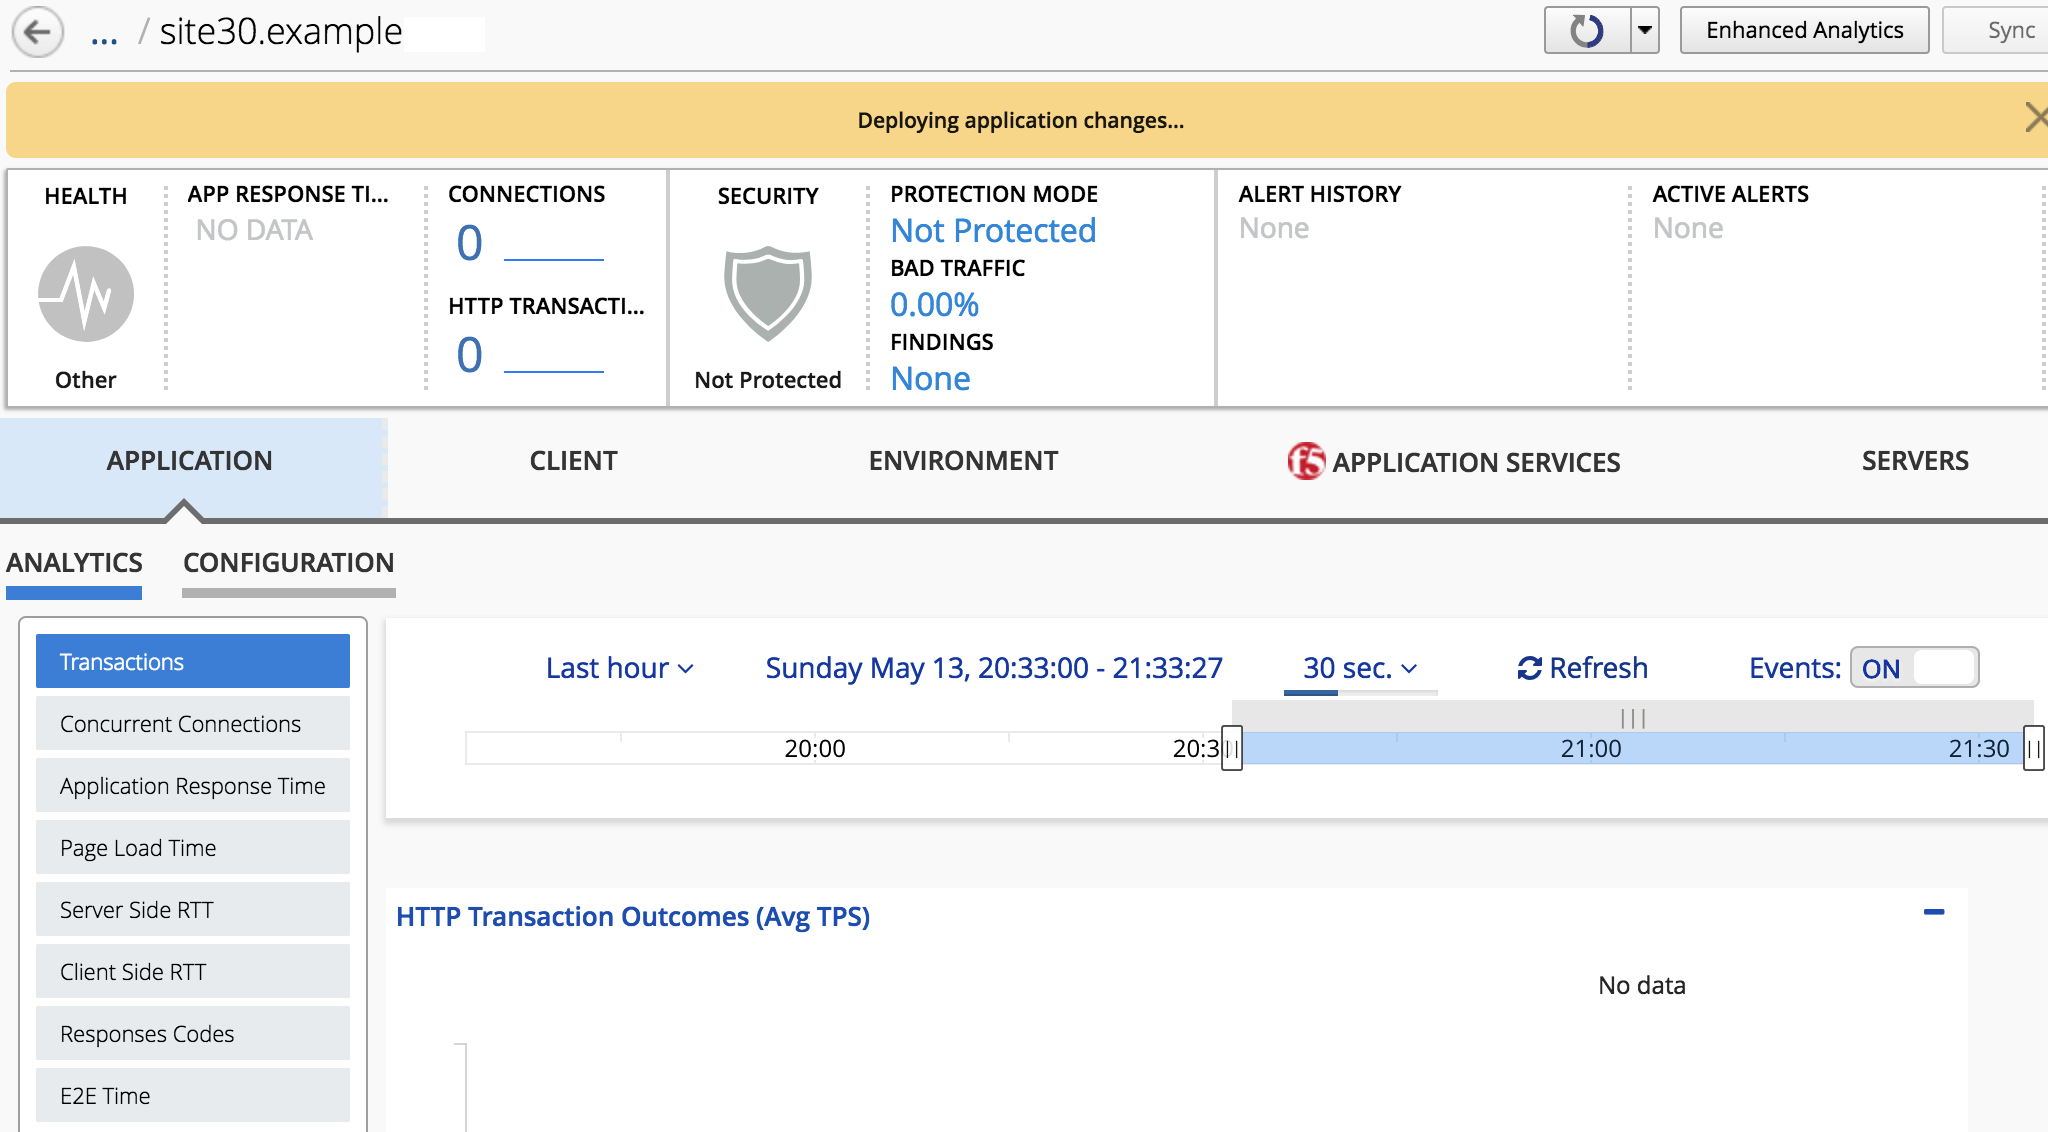 ... / site30.example
Enhanced Analytics
Sync
Deploying application changes...
HEALTH
Other
APP RESPONSE TI...
NO DATA
CONNECTIONS
0
HTTP TRANSACTI...
0
SECURITY
Not Protected
PROTECTION MODE
Not Protected
BAD TRAFFIC
0.00%
FINDINGS
None
ALERT HISTORY
None
ACTIVE ALERTS
None
APPLICATION
CLIENT
ENVIRONMENT
f5 APPLICATION SERVICES
SERVERS
ANALYTICS
CONFIGURATION
Transactions
Concurrent Connections
Application Response Time
Page Load Time
Server Side RTT
Client Side RTT
Responses Codes
E2E Time
Last hour
Sunday May 13, 20:33:00 - 21:33:27
30 sec.
Refresh
Events: ON
20:00
20:3
21:00
21:30
HTTP Transaction Outcomes (Avg TPS)
No data